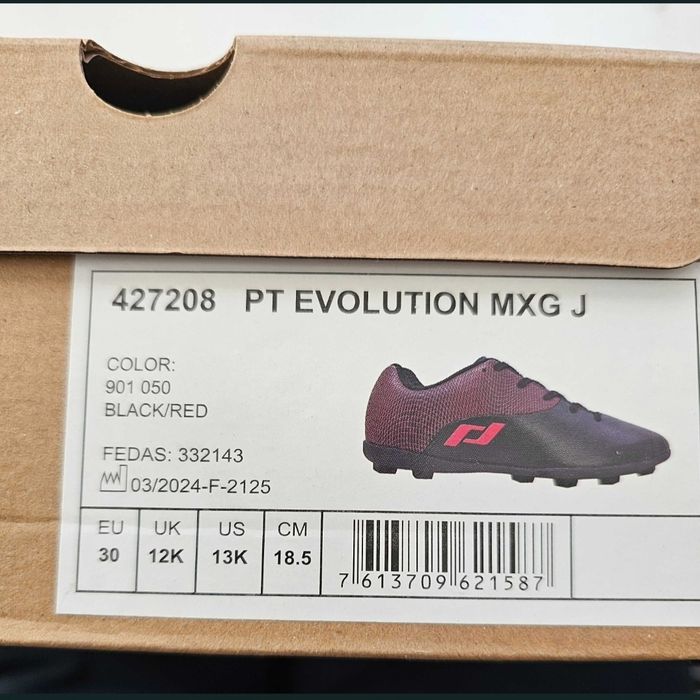 427208 PT EVOLUTION MXG J
COLOR:
901 050
BLACK/RED
FEDAS: 332143
03/2024-F-2125
EU UK US CM
30 12K 13K 18.5
7 613709 621587